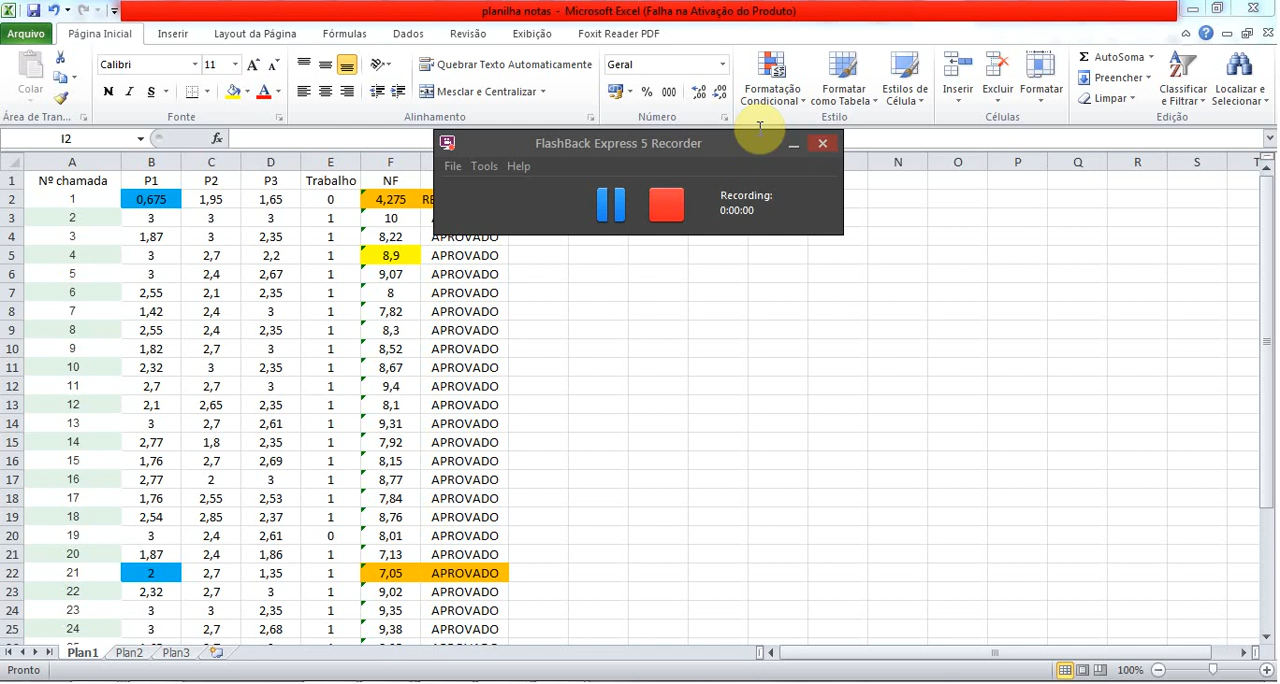 planilha notas - Microsoft Excel (Falha na Ativação do Produto)
Arquivo Página Inicial Inserir Layout da Página Fórmulas Dados Revisão Exibição Foxit Reader PDF
Colar
Calibri 11
N I S
Quebrar Texto Automaticamente
Mesclar e Centralizar
Geral
% 000
Formatação Condicional
Formatar como Tabela
Estilos de Célula
Inserir
Excluir
Formatar
Σ AutoSoma
Preencher
Limpar
Classificar e Filtrar
Localizar e Selecionar
Área de Tran... Fonte Alinhamento Número Estilo Células Edição
I2 fx
FlashBack Express 5 Recorder
File Tools Help
Recording:
0:00:00
A B C D E F N O P Q R S T
1 Nº chamada P1 P2 P3 Trabalho NF
2 1 0,675 1,95 1,65 0 4,275
3 2 3 3 3 1 10
4 3 1,87 3 2,35 1 8,22 APROVADO
5 4 3 2,7 2,2 1 8,9 APROVADO
6 5 3 2,4 2,67 1 9,07 APROVADO
7 6 2,55 2,1 2,35 1 8 APROVADO
8 7 1,42 2,4 3 1 7,82 APROVADO
9 8 2,55 2,4 2,35 1 8,3 APROVADO
10 9 1,82 2,7 3 1 8,52 APROVADO
11 10 2,32 3 2,35 1 8,67 APROVADO
12 11 2,7 2,7 3 1 9,4 APROVADO
13 12 2,1 2,65 2,35 1 8,1 APROVADO
14 13 3 2,7 2,61 1 9,31 APROVADO
15 14 2,77 1,8 2,35 1 7,92 APROVADO
16 15 1,76 2,7 2,69 1 8,15 APROVADO
17 16 2,77 2 3 1 8,77 APROVADO
18 17 1,76 2,55 2,53 1 7,84 APROVADO
19 18 2,54 2,85 2,37 1 8,76 APROVADO
20 19 3 2,4 2,61 0 8,01 APROVADO
21 20 1,87 2,4 1,86 1 7,13 APROVADO
22 21 2 2,7 1,35 1 7,05 APROVADO
23 22 2,32 2,7 3 1 9,02 APROVADO
24 23 3 3 2,35 1 9,35 APROVADO
25 24 3 2,7 2,68 1 9,38 APROVADO
Plan1 Plan2 Plan3
Pronto 100%